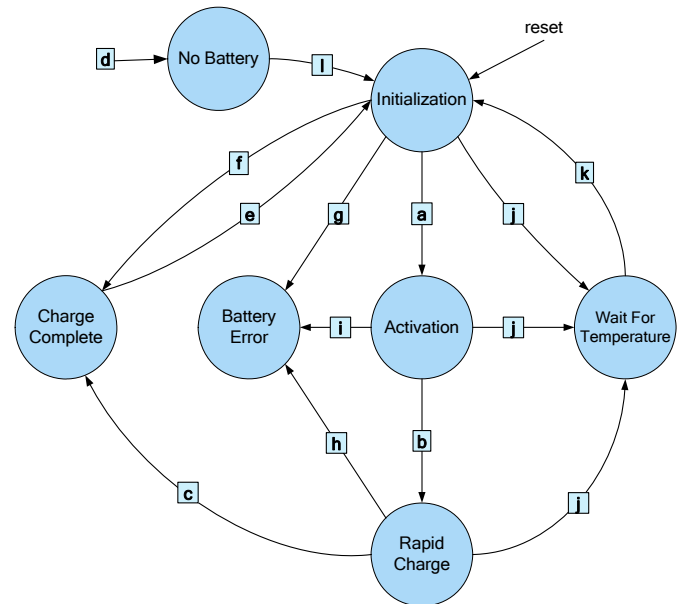 reset
d
No Battery
l
Initialization
f
k
e
g
a
j
Charge
Complete
Battery
Error
i
Activation
j
Wait For
Temperature
h
b
c
j
Rapid
Charge